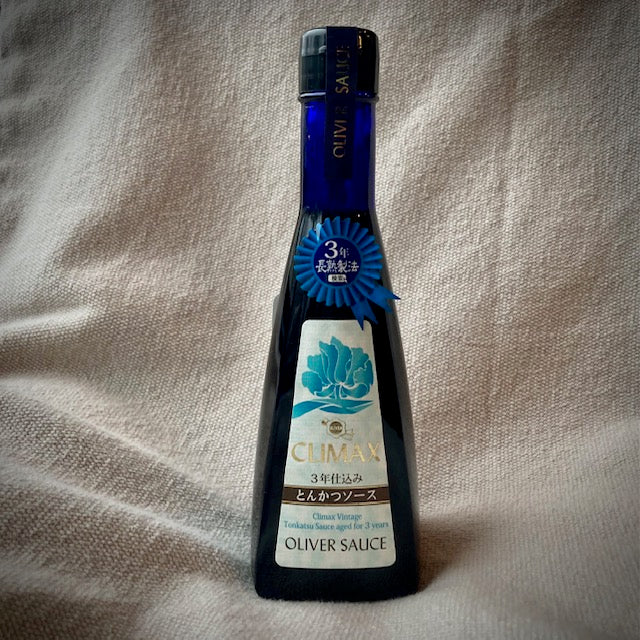 OLIVER SAUCE
3年
長熟製法
CLIMAX
3年仕込み
とんかつソース
Climax Vintage
Tonkatsu Sauce aged for 3 years
OLIVER SAUCE